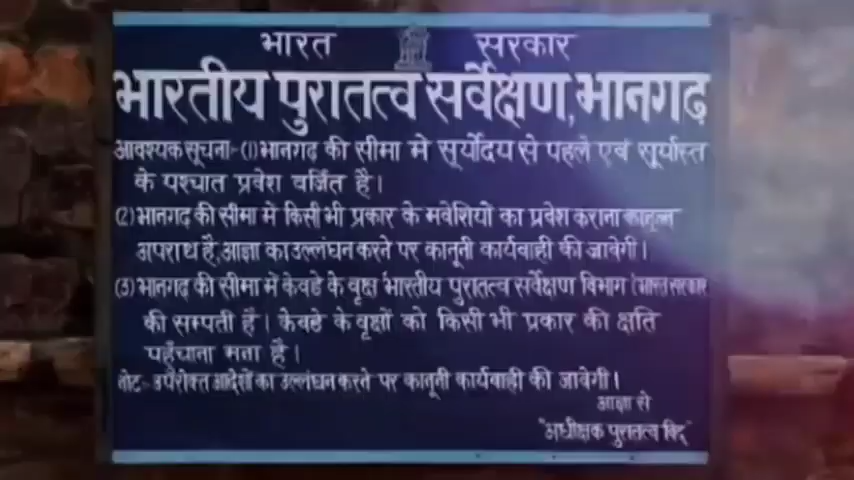 भारत सरकार
भारतीय पुरातत्व सर्वेक्षण,भानगढ
आवश्यक सूचना:- (1) भानगढ की सीमा मे सूर्योदय से पहले एवं सूर्यास्त
के पश्चात प्रवेश वर्जित है।
(2) भानगढ की सीमा मे किसी भी प्रकार के मवेशियों का प्रवेश कराना कानूनन
अपराध है,आज्ञा का उल्लंघन करने पर कानूनी कार्यवाही की जावेगी।
(3) भानगढ की सीमा में केवडे के वृक्ष भारतीय पुरातत्व सर्वेक्षण विभाग (भारत सरकार
की सम्पती है। केवडे के वृक्षों को किसी भी प्रकार की क्षति
पहुँचाना मना है।
नोट:- उपरोक्त आदेशों का उल्लंघन करने पर कानूनी कार्यवाही की जावेगी।
आज्ञा से
"अधीक्षक पुरातत्व विद्"